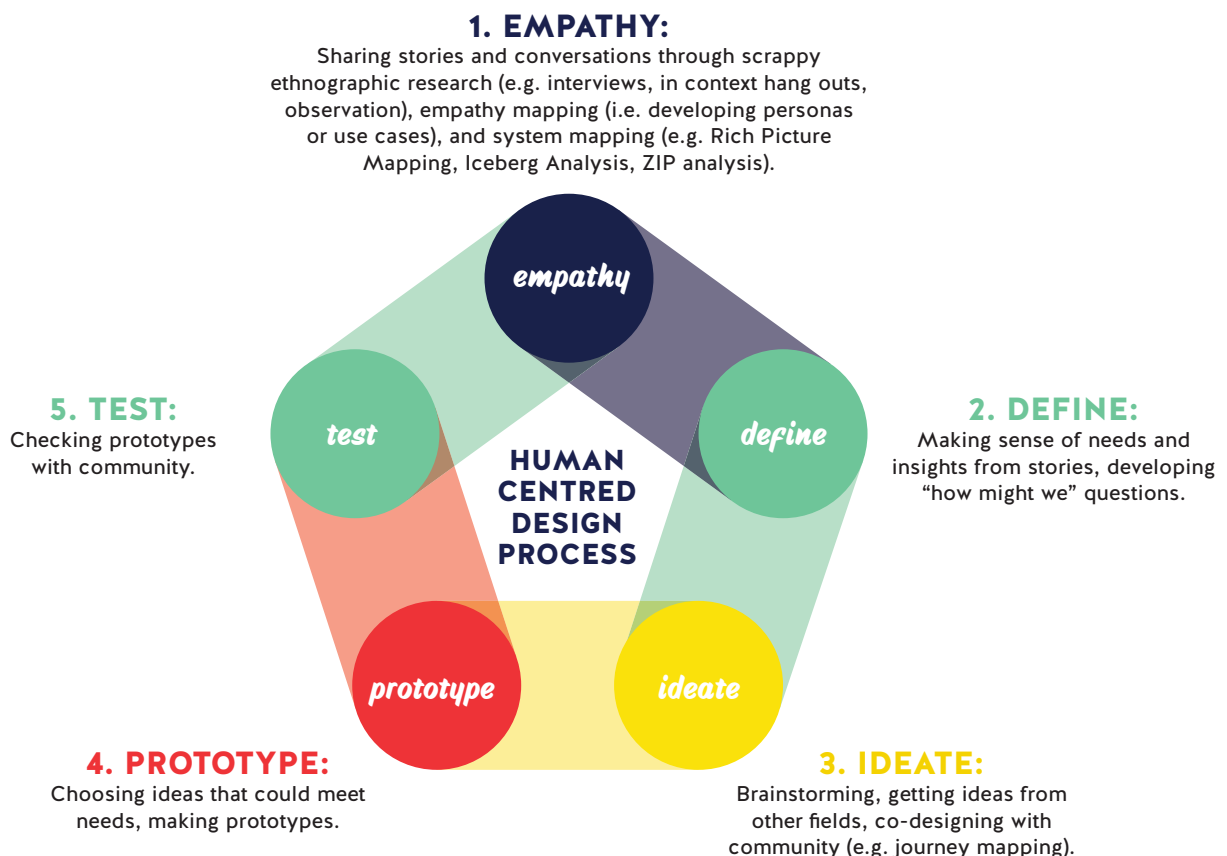 1. EMPATHY:
Sharing stories and conversations through scrappy
ethnographic research (e.g. interviews, in context hang outs,
observation), empathy mapping (i.e. developing personas
or use cases), and system mapping (e.g. Rich Picture
Mapping, Iceberg Analysis, ZIP analysis).
empathy
define
2. DEFINE:
Making sense of needs and
insights from stories, developing
“how might we” questions.
ideate
3. IDEATE:
Brainstorming, getting ideas from
other fields, co-designing with
community (e.g. journey mapping).
prototype
4. PROTOTYPE:
Choosing ideas that could meet
needs, making prototypes.
test
5. TEST:
Checking prototypes
with community.
HUMAN
CENTRED
DESIGN
PROCESS